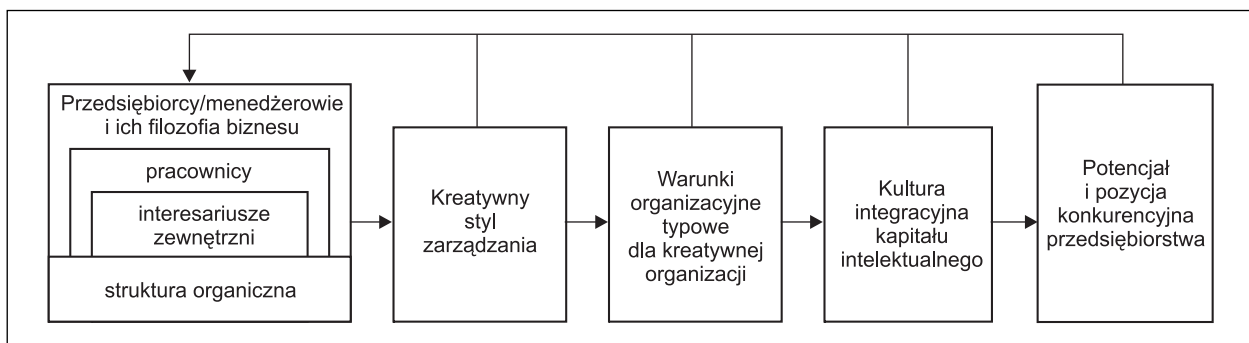 Przedsiębiorcy/menedżerowie
i ich filozofia biznesu
pracownicy
interesariusze
zewnętrzni
struktura organiczna
Kreatywny
styl
zarządzania
Warunki
organizacyjne
typowe
dla kreatywnej
organizacji
Kultura
integracyjna
kapitału
intelektualnego
Potencjał
i pozycja
konkurencyjna
przedsiębiorstwa